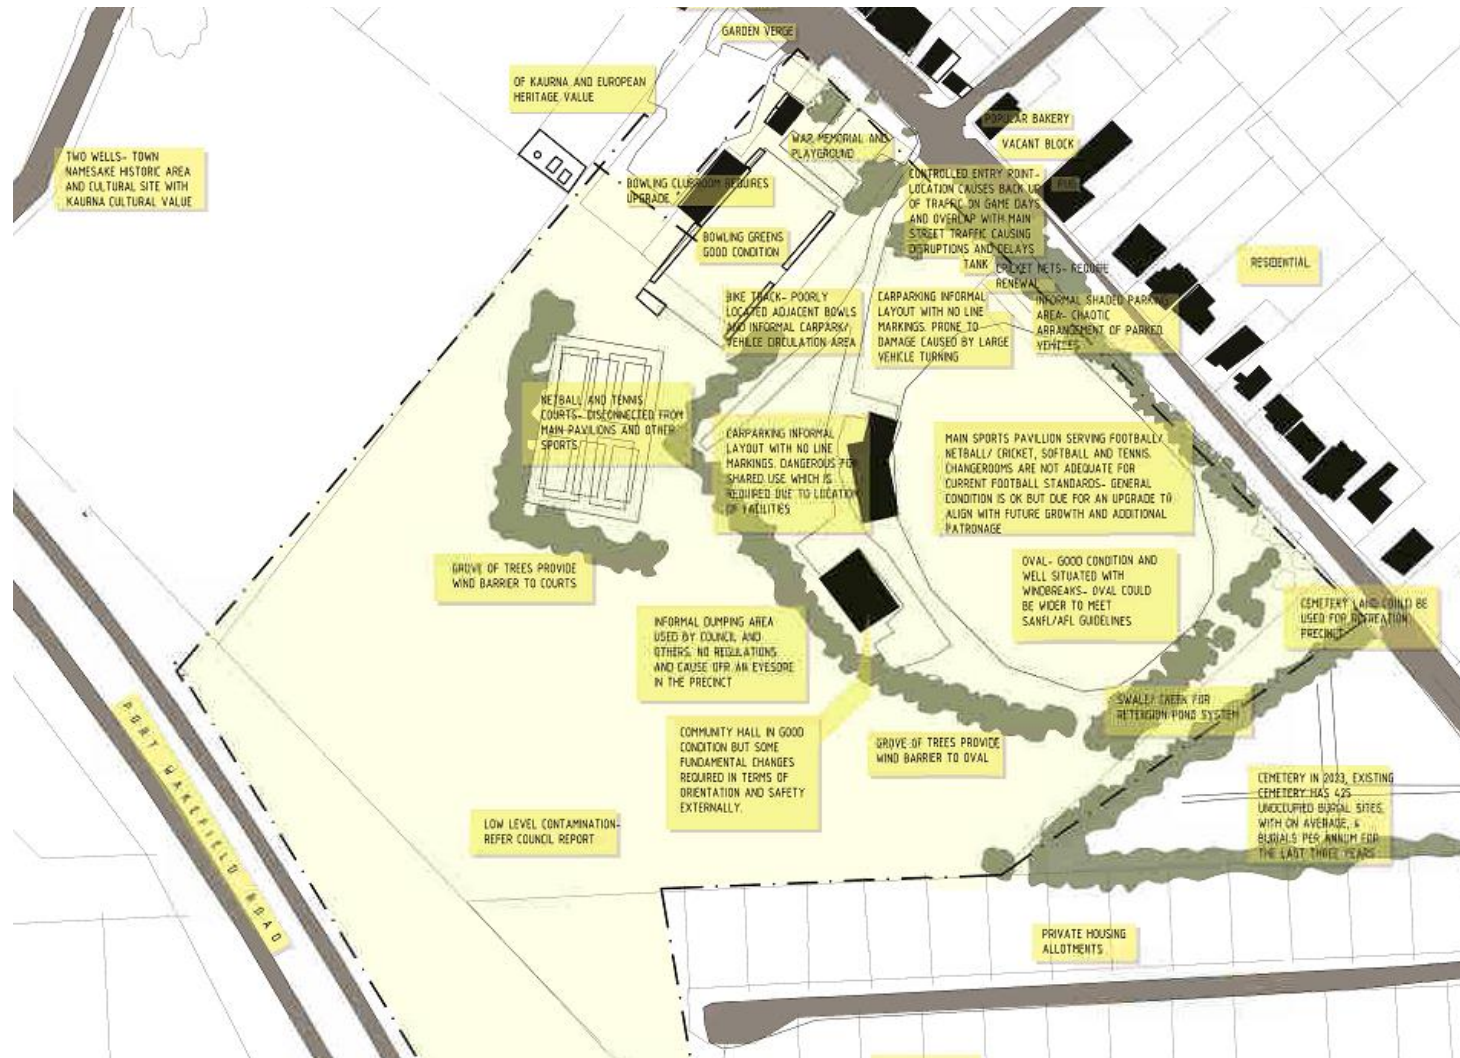 GARDEN VERGE
OF KAURNA AND EUROPEAN
HERITAGE VALUE
TWO WELLS- TOWN
NAMESAKE HISTORIC AREA
AND CULTURAL SITE WITH
KAURNA CULTURAL VALUE
POPULAR BAKERY
VACANT BLOCK
WAR MEMORIAL AND
PLAYGROUND
BOWLING CLUBROOM REQUIRES
UPGRADE
CONTROLLED ENTRY POINT-
LOCATION CAUSES BACK UP
OF TRAFFIC ON GAME DAYS
AND OVERLAP WITH MAIN
STREET TRAFFIC CAUSING
DISRUPTIONS AND DELAYS
PUB
BOWLING GREENS
GOOD CONDITION
TANK
CRICKET NETS- REQUIRE
RENEWAL
RESIDENTIAL
BIKE TRACK- POORLY
LOCATED ADJACENT BOWLS
AND INFORMAL CARPARK/
VEHILCE CIRCULATION AREA
CARPARKING INFORMAL
LAYOUT WITH NO LINE
MARKINGS. PRONE TO
DAMAGE CAUSED BY LARGE
VEHICLE TURNING
INFORMAL SHADED PARKING
AREA- CHAOTIC
ARRANGEMENT OF PARKED
VEHICLES
NETBALL AND TENNIS
COURTS- DISCONNECTED FROM
MAIN PAVILIONS AND OTHER
SPORTS
CARPARKING INFORMAL
LAYOUT WITH NO LINE
MARKINGS. DANGEROUS FOR
SHARED USE WHICH IS
REQUIRED DUE TO LOCATION
OF FACILITIES
MAIN SPORTS PAVILLION SERVING FOOTBALL/
NETBALL/ CRICKET, SOFTBALL AND TENNIS.
CHANGEROOMS ARE NOT ADEQUATE FOR
CURRENT FOOTBALL STANDARDS- GENERAL
CONDITION IS OK BUT DUE FOR AN UPGRADE TO
ALIGN WITH FUTURE GROWTH AND ADDITIONAL
PATRONAGE
GROVE OF TREES PROVIDE
WIND BARRIER TO COURTS
OVAL- GOOD CONDITION AND
WELL SITUATED WITH
WINDBREAKS- OVAL COULD
BE WIDER TO MEET
SANFL/AFL GUIDELINES
CEMETERY LAND COULD BE
USED FOR RECREATION
PRECINCT
INFORMAL DUMPING AREA
USED BY COUNCIL AND
OTHERS. NO REGULATIONS
AND CAUSE OFR AN EYESORE
IN THE PRECINCT
SWALE/ CREEK FOR
RETENSION POND SYSTEM
COMMUNITY HALL IN GOOD
CONDITION BUT SOME
FUNDAMENTAL CHANGES
REQUIRED IN TERMS OF
ORIENTATION AND SAFETY
EXTERNALLY.
GROVE OF TREES PROVIDE
WIND BARRIER TO OVAL
PORT WAKEFIELD ROAD
CEMETERY IN 2023, EXISTING
CEMETERY HAS 425
UNOCCUPIED BURIAL SITES,
WITH ON AVERAGE, 6
BURIALS PER ANNUM FOR
THE LAST THREE YEARS
LOW LEVEL CONTAMINATION-
REFER COUNCIL REPORT
PRIVATE HOUSING
ALLOTMENTS